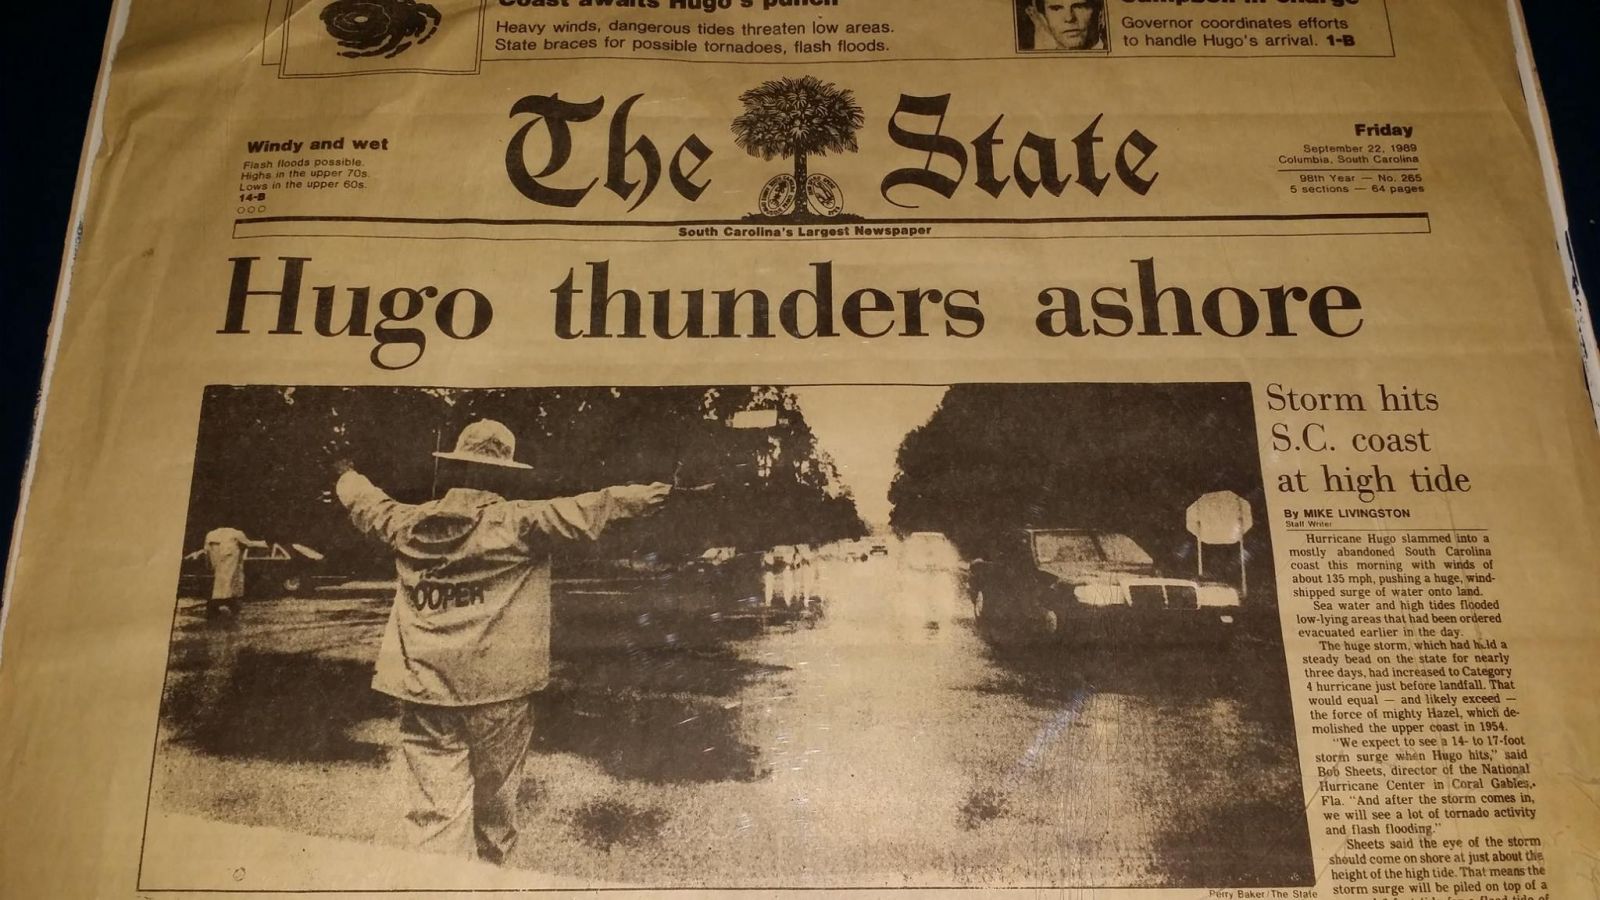 Coast awaits Hugo's punch
Heavy winds, dangerous tides threaten low areas.
State braces for possible tornadoes, flash floods.
Campbell in charge
Governor coordinates efforts
to handle Hugo's arrival. 1-B
Windy and wet
Flash floods possible.
Highs in the upper 70s.
Lows in the upper 60s.
14-B
The State
Friday
September 22, 1989
Columbia, South Carolina
98th Year — No. 265
5 sections — 64 pages
South Carolina's Largest Newspaper
Hugo thunders ashore
OOPER
Perry Baker/The State
Storm hits
S.C. coast
at high tide
By MIKE LIVINGSTON
Staff Writer
Hurricane Hugo slammed into a
mostly abandoned South Carolina
coast this morning with winds of
about 135 mph, pushing a huge, wind-
shipped surge of water onto land.
Sea water and high tides flooded
low-lying areas that had been ordered
evacuated earlier in the day.
The huge storm, which had held a
steady bead on the state for nearly
three days, had increased to Category
4 hurricane just before landfall. That
would equal — and likely exceed —
the force of mighty Hazel, which de-
molished the upper coast in 1954.
"We expect to see a 14- to 17-foot
storm surge when Hugo hits," said
Bob Sheets, director of the National
Hurricane Center in Coral Gables,
Fla. "And after the storm comes in,
we will see a lot of tornado activity
and flash flooding."
Sheets said the eye of the storm
should come on shore at just about the
height of the high tide. That means the
storm surge will be piled on top of a